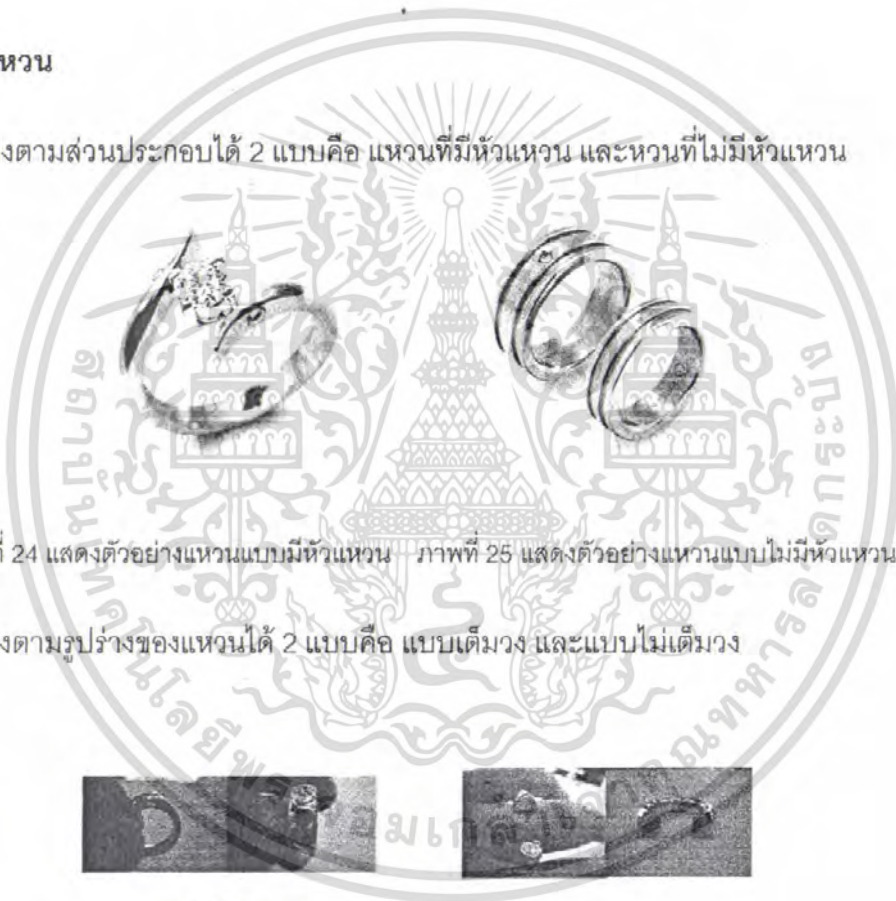 หวน
งตามส่วนประกอบได้ 2 แบบคือ แหวนที่มีหัวแหวน และหวนที่ไม่มีหัวแหวน
ที่ 24 แสดงตัวอย่างแหวนแบบมีหัวแหวน ภาพที่ 25 แสดงตัวอย่างแหวนแบบไม่มีหัวแหวน
งตามรูปร่างของแหวนได้ 2 แบบคือ แบบเต็มวง และแบบไม่เต็มวง